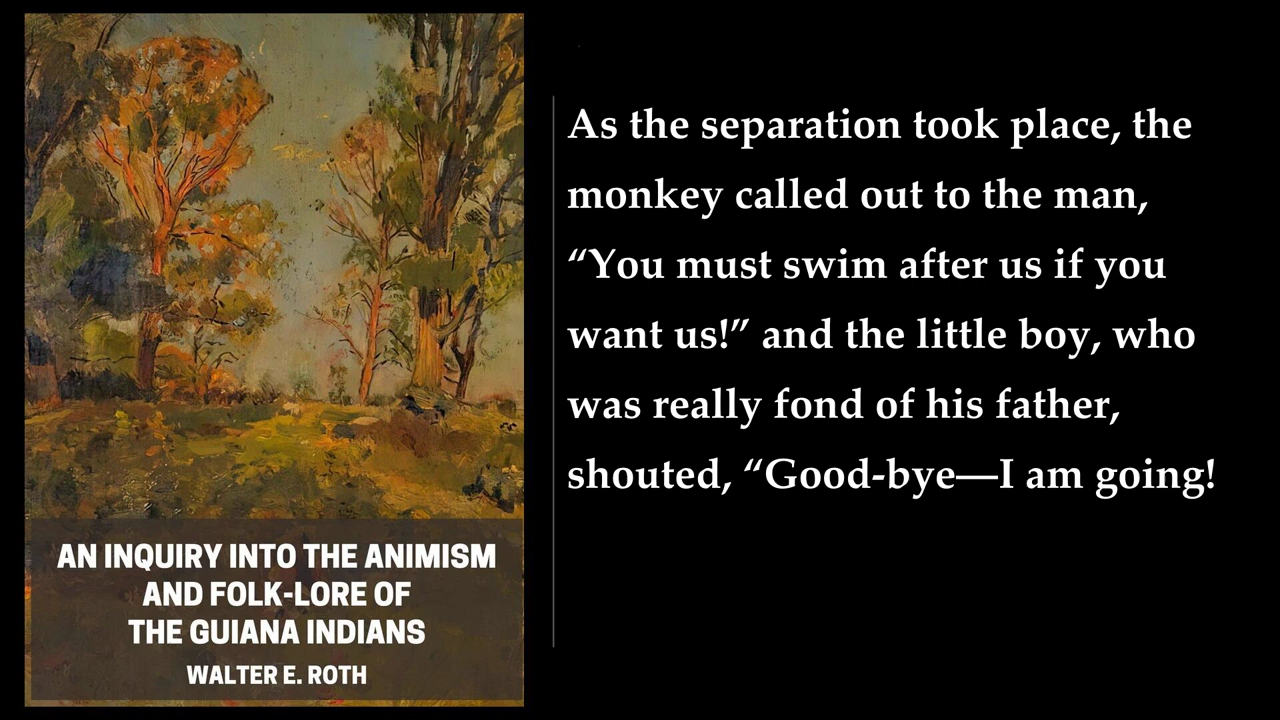 As the separation took place, the
monkey called out to the man,
“You must swim after us if you
want us!” and the little boy, who
was really fond of his father,
shouted, “Good-bye—I am going!
AN INQUIRY INTO THE ANIMISM
AND FOLK-LORE OF
THE GUIANA INDIANS
WALTER E. ROTH